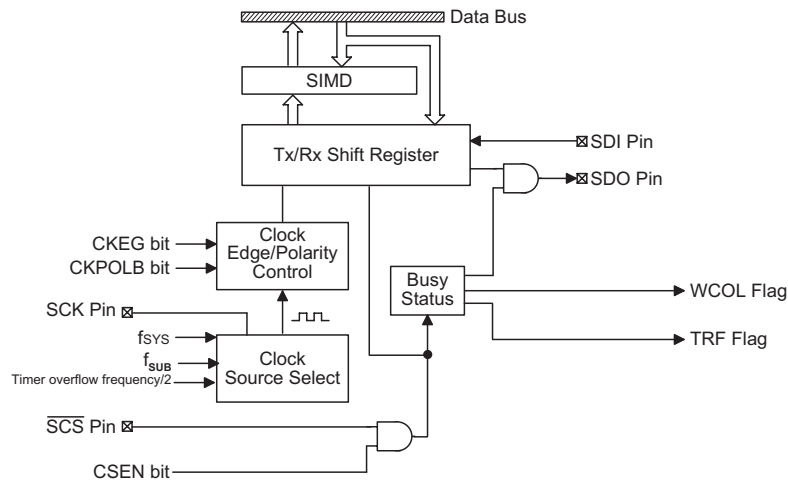 Data Bus
SIMD
Tx/Rx Shift Register
SDI Pin
SDO Pin
CKEG bit
CKPOLB bit
Clock
Edge/Polarity
Control
Busy
Status
WCOL Flag
TRF Flag
SCK Pin
fSYS
fSUB
Timer overflow frequency/2
Clock
Source Select
SCS Pin
CSEN bit